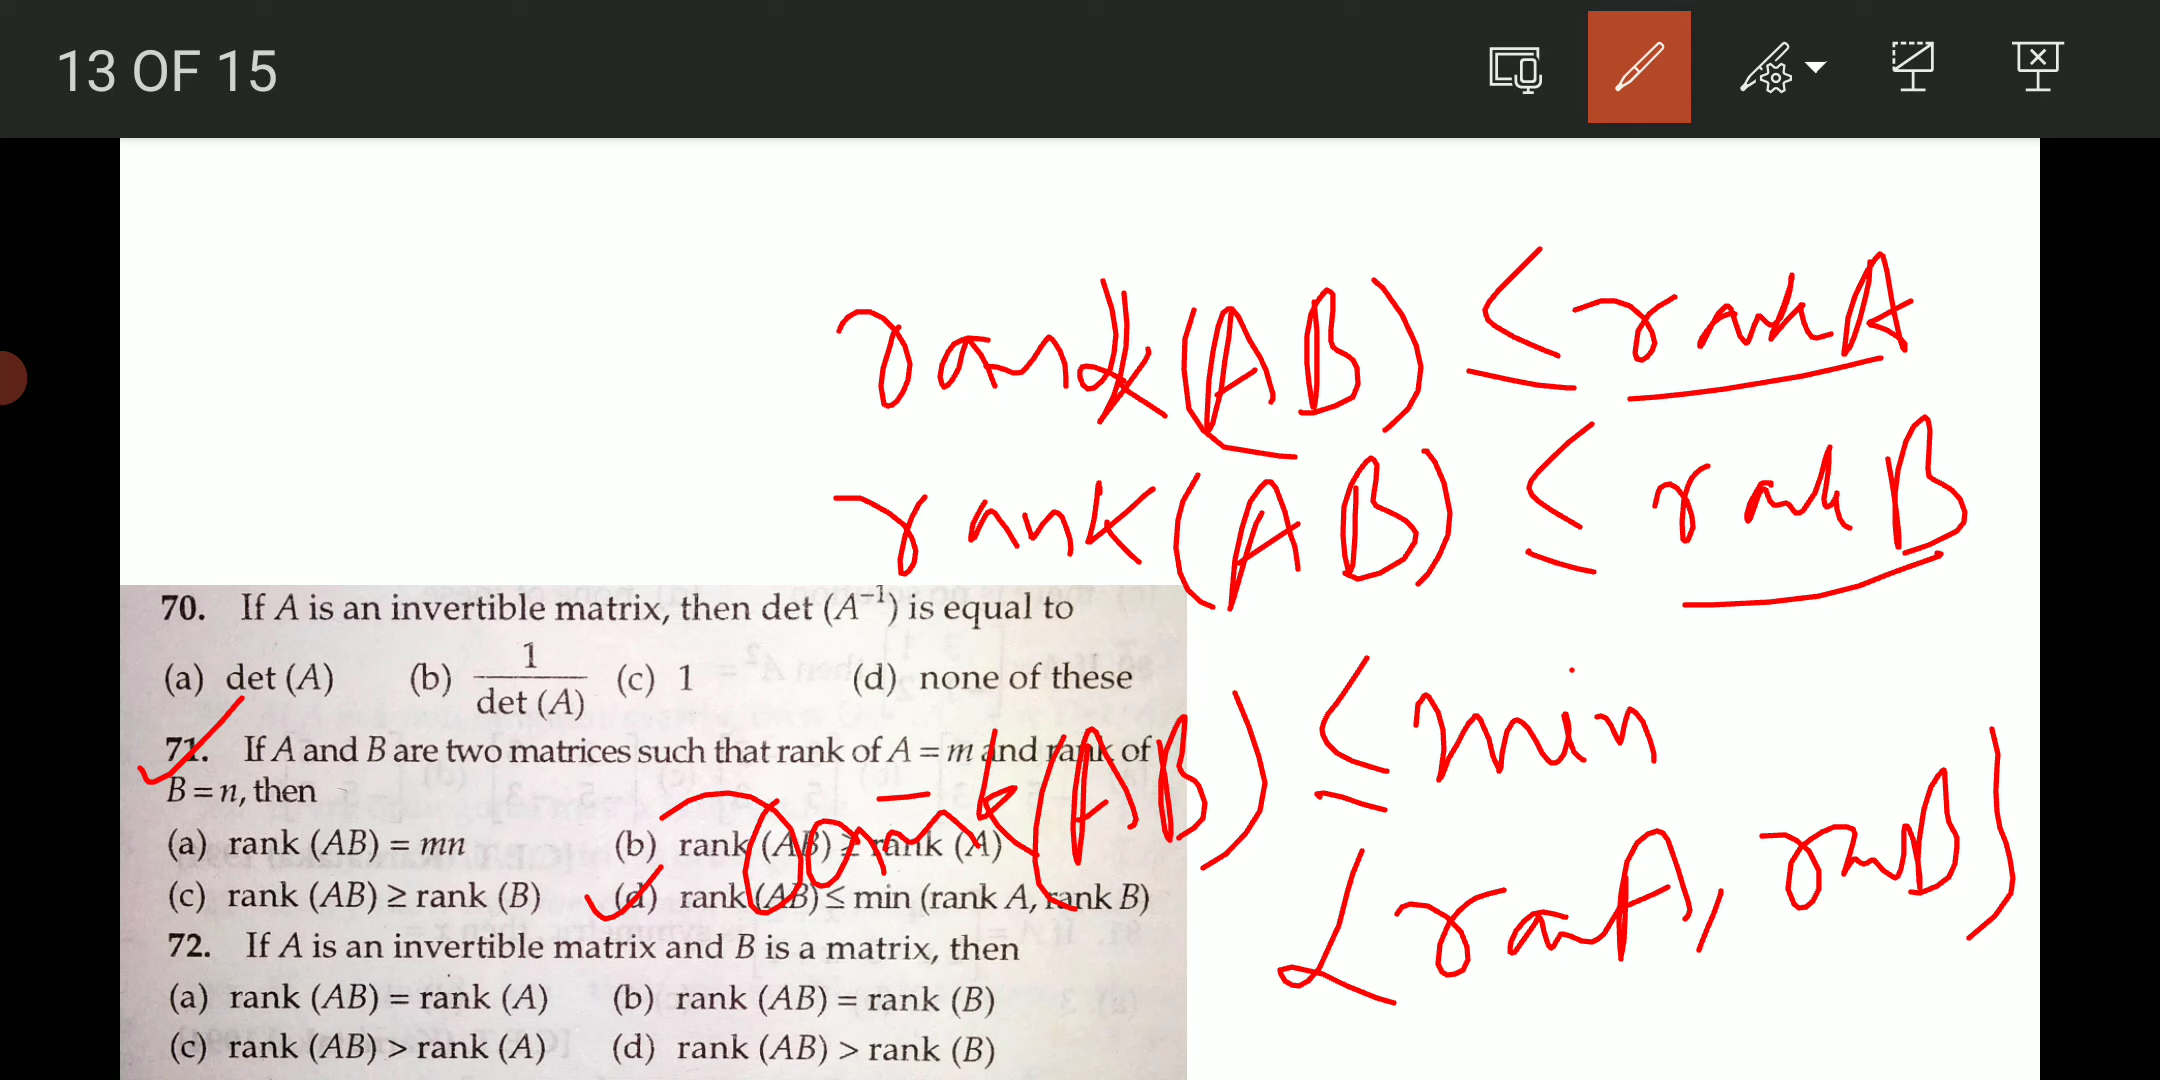 13 OF 15
rank(AB) ≤ rank A
rank(AB) ≤ rank B
70. If A is an invertible matrix, then det (A⁻¹) is equal to
(a) det (A) (b) 1/det (A) (c) 1 (d) none of these
71. If A and B are two matrices such that rank of A = m and rank of
B = n, then
(a) rank (AB) = mn (b) rank (AB) ≥ rank (A)
(c) rank (AB) ≥ rank (B) (d) rank (AB) ≤ min (rank A, rank B)
72. If A is an invertible matrix and B is a matrix, then
(a) rank (AB) = rank (A) (b) rank (AB) = rank (B)
(c) rank (AB) > rank (A) (d) rank (AB) > rank (B)
rank(AB) ≤ min